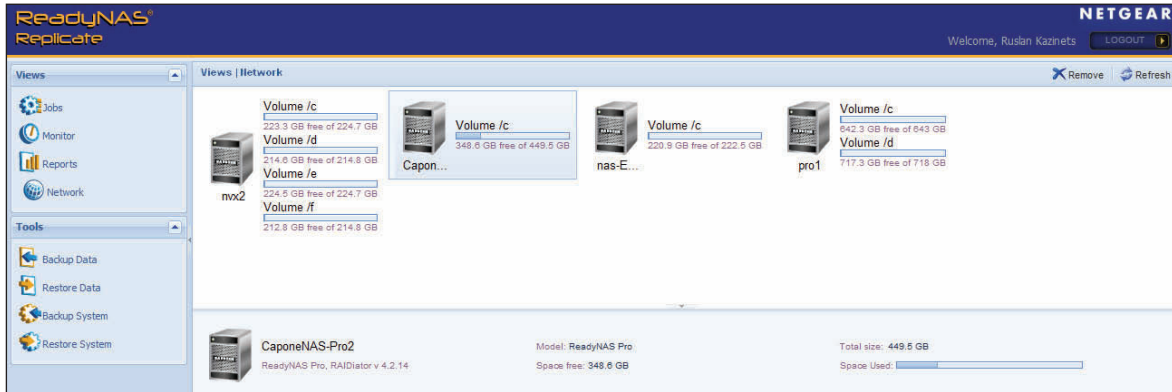 ReadyNAS®
Replicate
NETGEAR
Welcome, Ruslan Kazinets
LOGOUT
Views
Jobs
Monitor
Reports
Network
Tools
Backup Data
Restore Data
Backup System
Restore System
Views | Network
Remove
Refresh
nvx2
Volume /c
223.3 GB free of 224.7 GB
Volume /d
214.6 GB free of 214.8 GB
Volume /e
224.5 GB free of 224.7 GB
Volume /f
212.8 GB free of 214.8 GB
Capon...
Volume /c
348.6 GB free of 449.5 GB
nas-E...
Volume /c
220.9 GB free of 222.5 GB
pro1
Volume /c
642.3 GB free of 643 GB
Volume /d
717.3 GB free of 718 GB
CaponeNAS-Pro2
ReadyNAS Pro, RAIDiator v 4.2.14
Model: ReadyNAS Pro
Space free: 348.6 GB
Total size: 449.5 GB
Space Used: